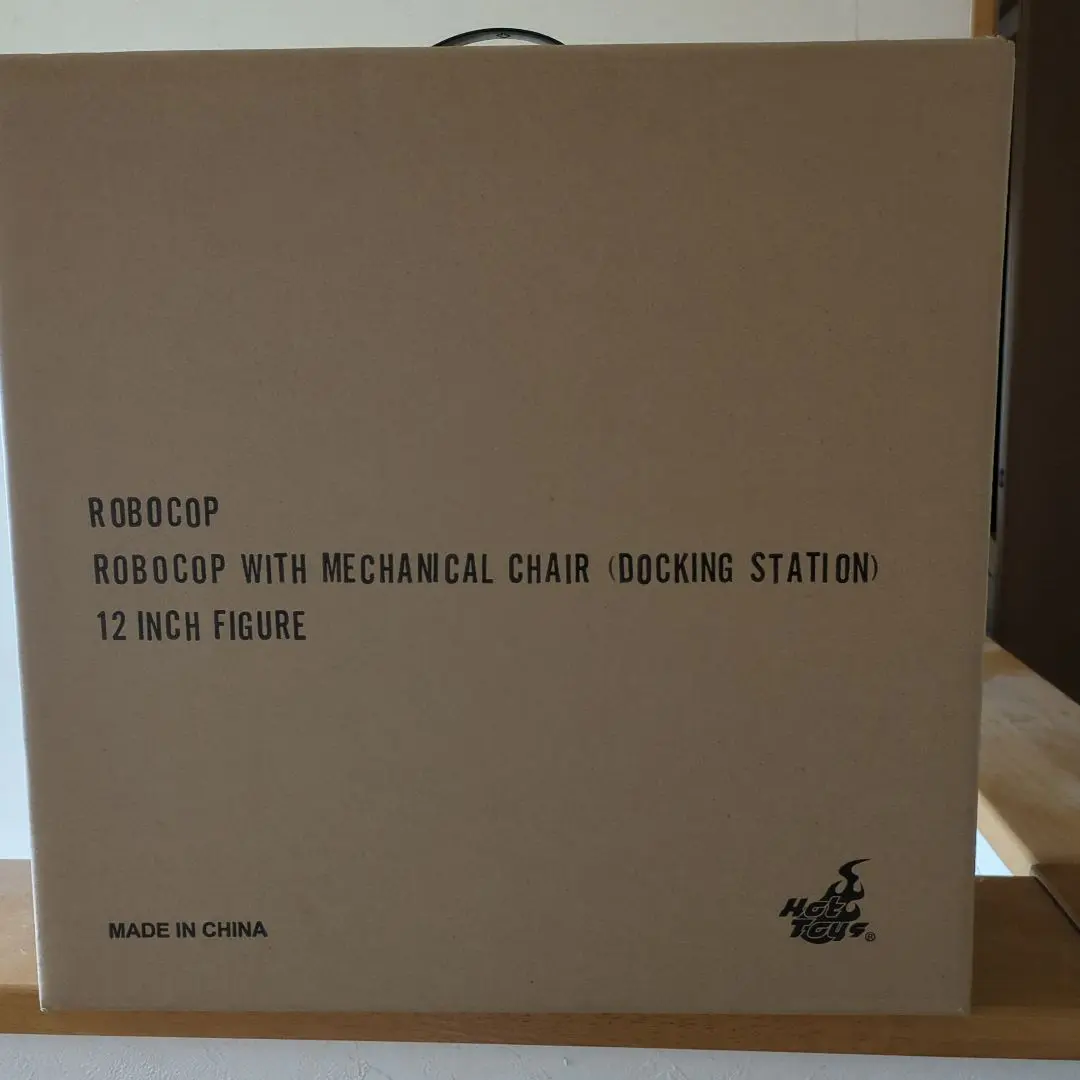 ROBOCOP
ROBOCOP WITH MECHANICAL CHAIR (DOCKING STATION)
12 INCH FIGURE
MADE IN CHINA
Hot
Toys®